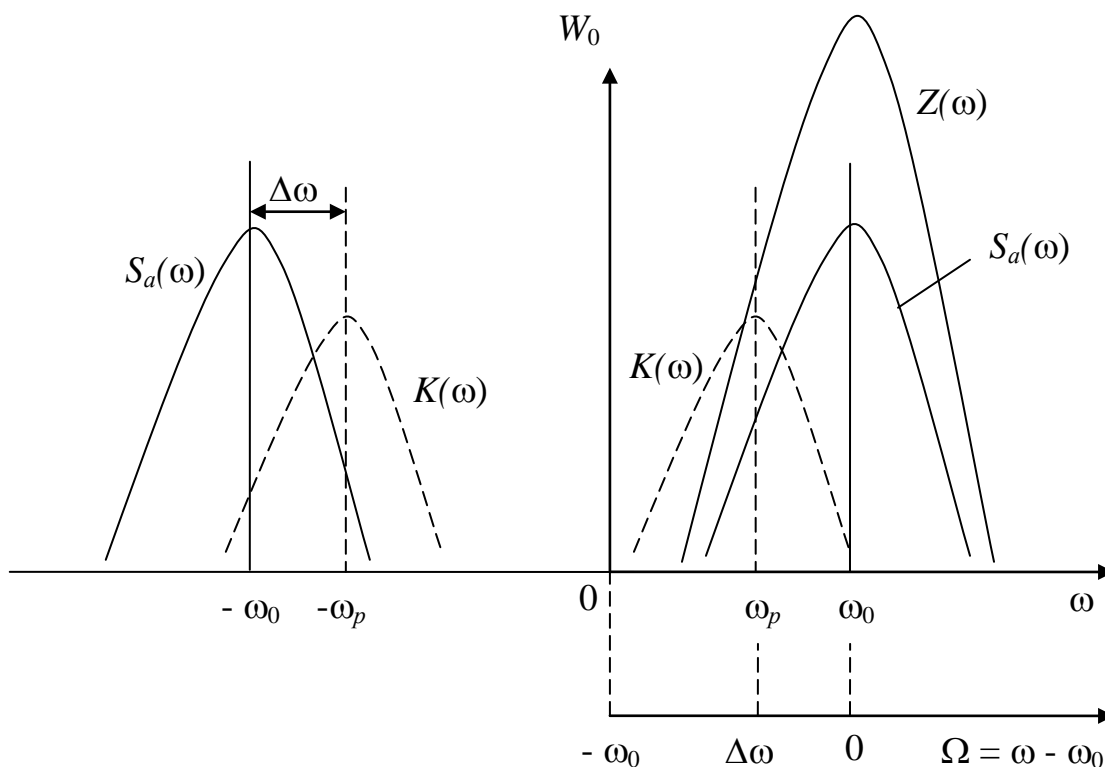 W₀
Z(ω)
Δω
Sₐ(ω)
Sₐ(ω)
K(ω)
K(ω)
- ω₀
-ωₚ
0
ωₚ
ω₀
ω
- ω₀
Δω
0
Ω = ω - ω₀